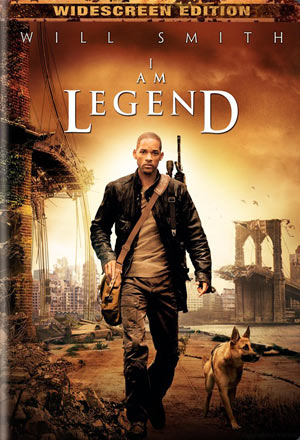 WIDESCREEN EDITION
WILL SMITH
I
AM
LEGEND